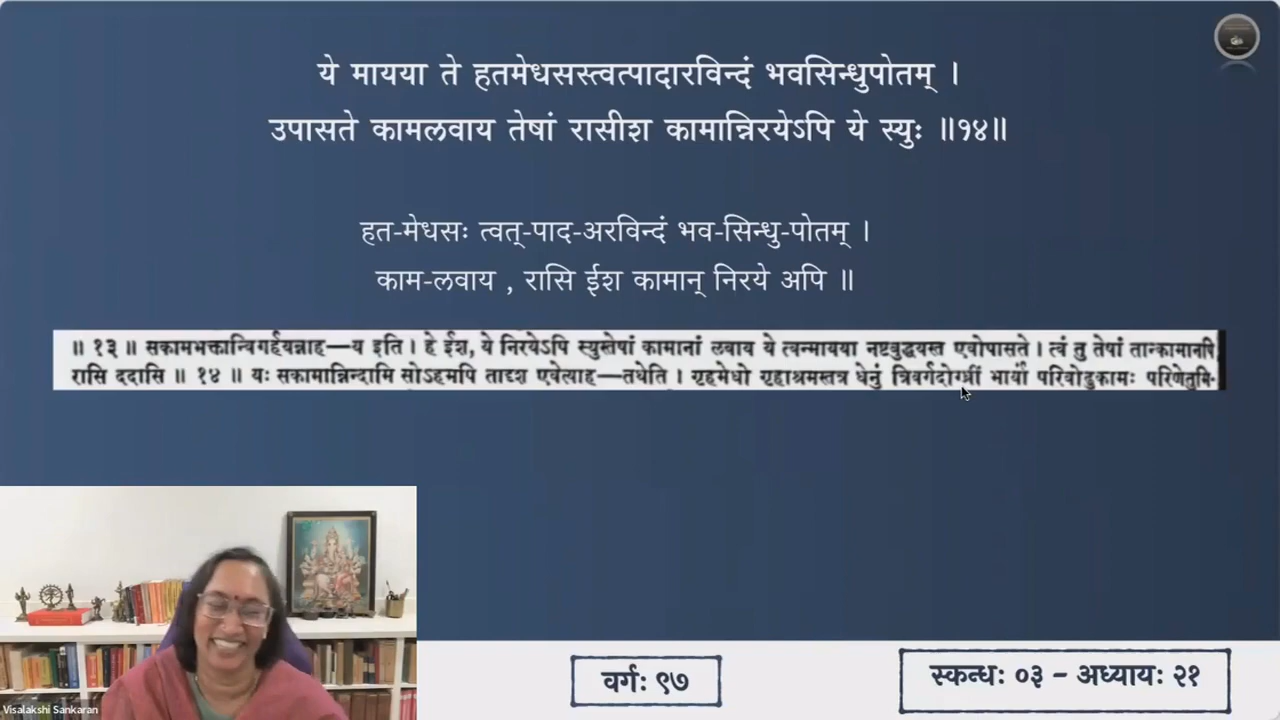 ये मायया ते हतमेधसस्त्वत्पादारविन्दं भवसिन्धुपोतम् ।
उपासते कामलवाय तेषां रासीश कामान्निरयेऽपि ये स्युः ॥१४॥
हत-मेधसः त्वत्-पाद-अरविन्दं भव-सिन्धु-पोतम् ।
काम-लवाय , रासि ईश कामान् निरये अपि ॥
॥ १३ ॥ सकामभक्तान्विगर्हयन्नाह—य इति । हे ईश, ये निरयेऽपि स्युस्तेषां कामानां लवाय ये त्वन्मायया नष्टबुद्धयस्त एवोपासते । त्वं तु तेषां तान्कामानपि
रासि ददासि ॥ १४ ॥ यः सकामान्निन्दामि सोऽहमपि तादृश एवेत्याह—तथेति । गृहमेधो गृहाश्रमस्तत्र धेनुं त्रिवर्गदोग्ध्रीं भार्यां परिवोढुकामः परिणेतुमि-
Visalakshi Sankaran
वर्गः ९७
स्कन्धः ०३ - अध्यायः २१